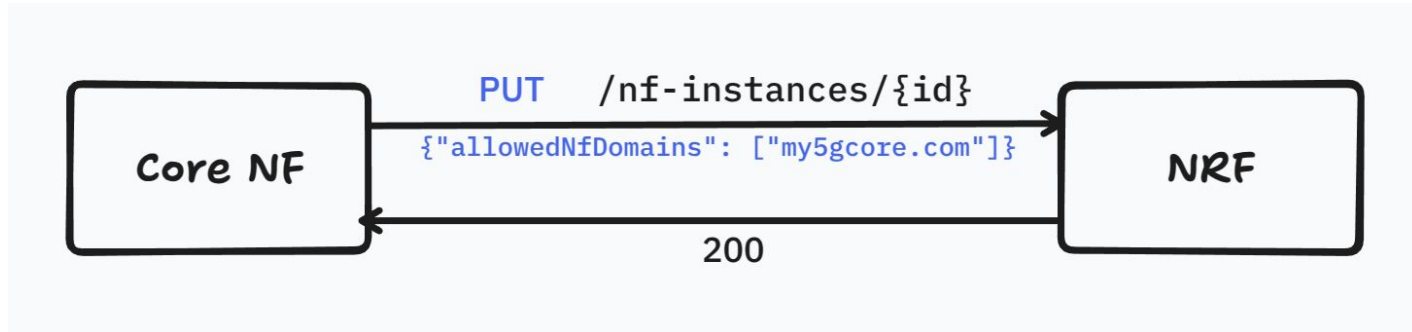 PUT /nf-instances/{id}
{"allowedNfDomains": ["my5gcore.com"]}
Core NF
NRF
200